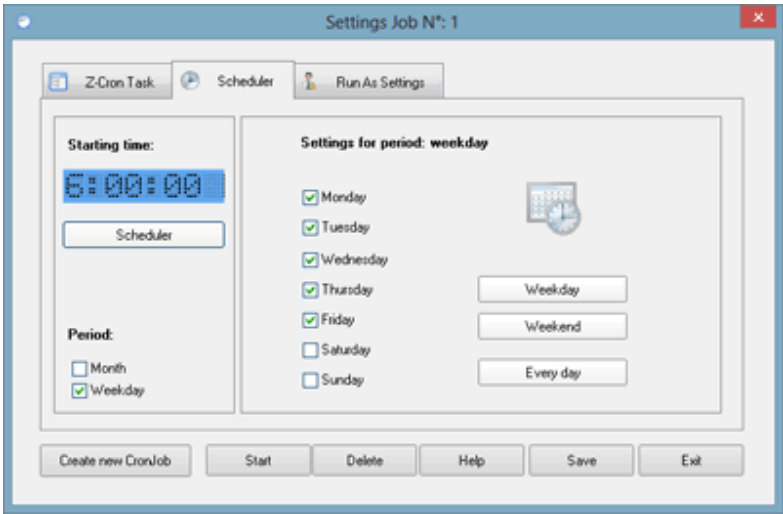 Settings Job N°: 1
Z-Cron Task
Scheduler
Run As Settings
Starting time:
6:00:00
Scheduler
Period:
Month
Weekday
Settings for period: weekday
Monday
Tuesday
Wednesday
Thursday
Friday
Saturday
Sunday
Weekday
Weekend
Every day
Create new CronJob
Start
Delete
Help
Save
Exit